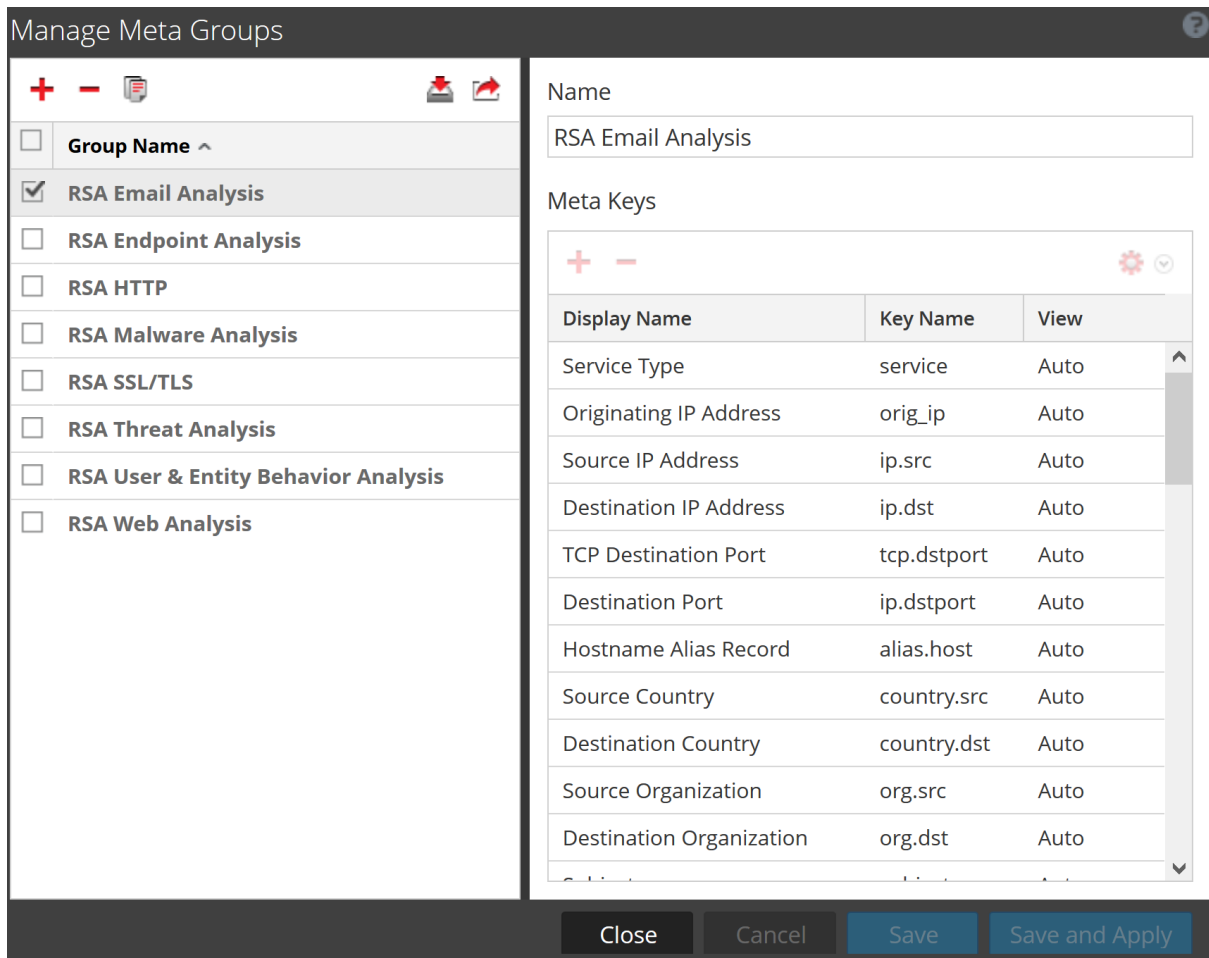 Manage Meta Groups
Group Name
RSA Email Analysis
RSA Endpoint Analysis
RSA HTTP
RSA Malware Analysis
RSA SSL/TLS
RSA Threat Analysis
RSA User & Entity Behavior Analysis
RSA Web Analysis
Name
RSA Email Analysis
Meta Keys
Display Name Key Name View
Service Type service Auto
Originating IP Address orig_ip Auto
Source IP Address ip.src Auto
Destination IP Address ip.dst Auto
TCP Destination Port tcp.dstport Auto
Destination Port ip.dstport Auto
Hostname Alias Record alias.host Auto
Source Country country.src Auto
Destination Country country.dst Auto
Source Organization org.src Auto
Destination Organization org.dst Auto
Close Cancel Save Save and Apply